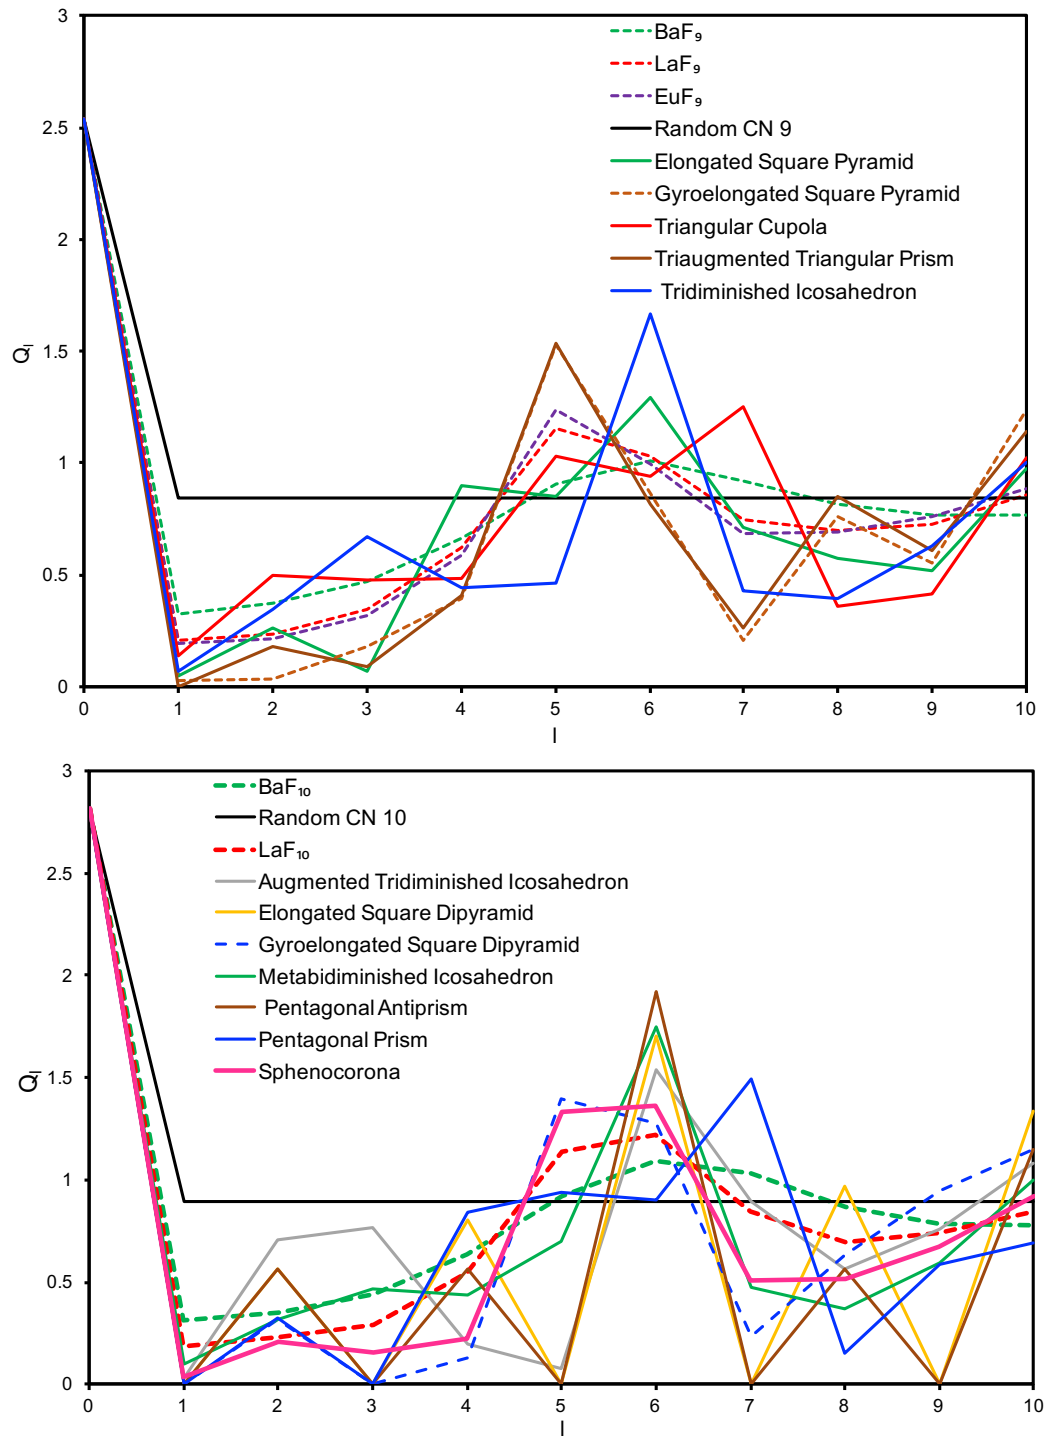 3
2.5
2
1.5
1
0.5
0
Qₗ
BaF₉
LaF₉
EuF₉
Random CN 9
Elongated Square Pyramid
Gyroelongated Square Pyramid
Triangular Cupola
Triaugmented Triangular Prism
Tridiminished Icosahedron
0 1 2 3 4 5 6 7 8 9 10
l
3
2.5
2
1.5
1
0.5
0
Qₗ
BaF₁₀
Random CN 10
LaF₁₀
Augmented Tridiminished Icosahedron
Elongated Square Dipyramid
Gyroelongated Square Dipyramid
Metabidiminished Icosahedron
Pentagonal Antiprism
Pentagonal Prism
Sphenocorona
0 1 2 3 4 5 6 7 8 9 10
l